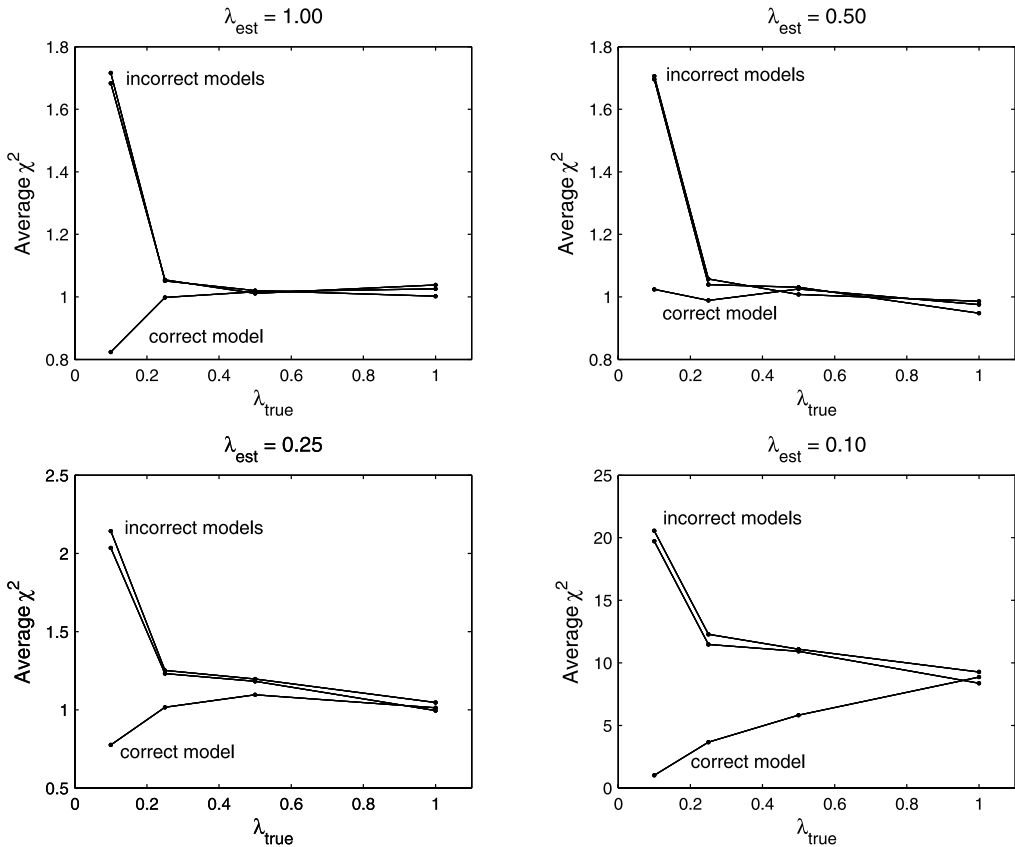 λest = 1.00
1.8
1.6
1.4
1.2
1
0.8
Average χ2
incorrect models
correct model
0 0.2 0.4 0.6 0.8 1
λtrue
λest = 0.50
1.8
1.6
1.4
1.2
1
0.8
Average χ2
incorrect models
correct model
0 0.2 0.4 0.6 0.8 1
λtrue
λest = 0.25
2.5
2
1.5
1
0.5
Average χ2
incorrect models
correct model
0 0.2 0.4 0.6 0.8 1
λtrue
λest = 0.10
25
20
15
10
5
0
Average χ2
incorrect models
correct model
0 0.2 0.4 0.6 0.8 1
λtrue